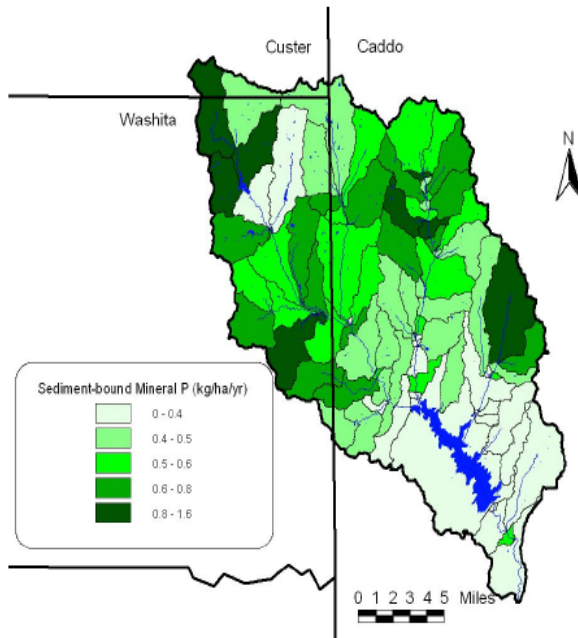 Custer Caddo
Washita
N
Sediment-bound Mineral P (kg/ha/yr)
0 - 0.4
0.4 - 0.5
0.5 - 0.6
0.6 - 0.8
0.8 - 1.6
0 1 2 3 4 5 Miles